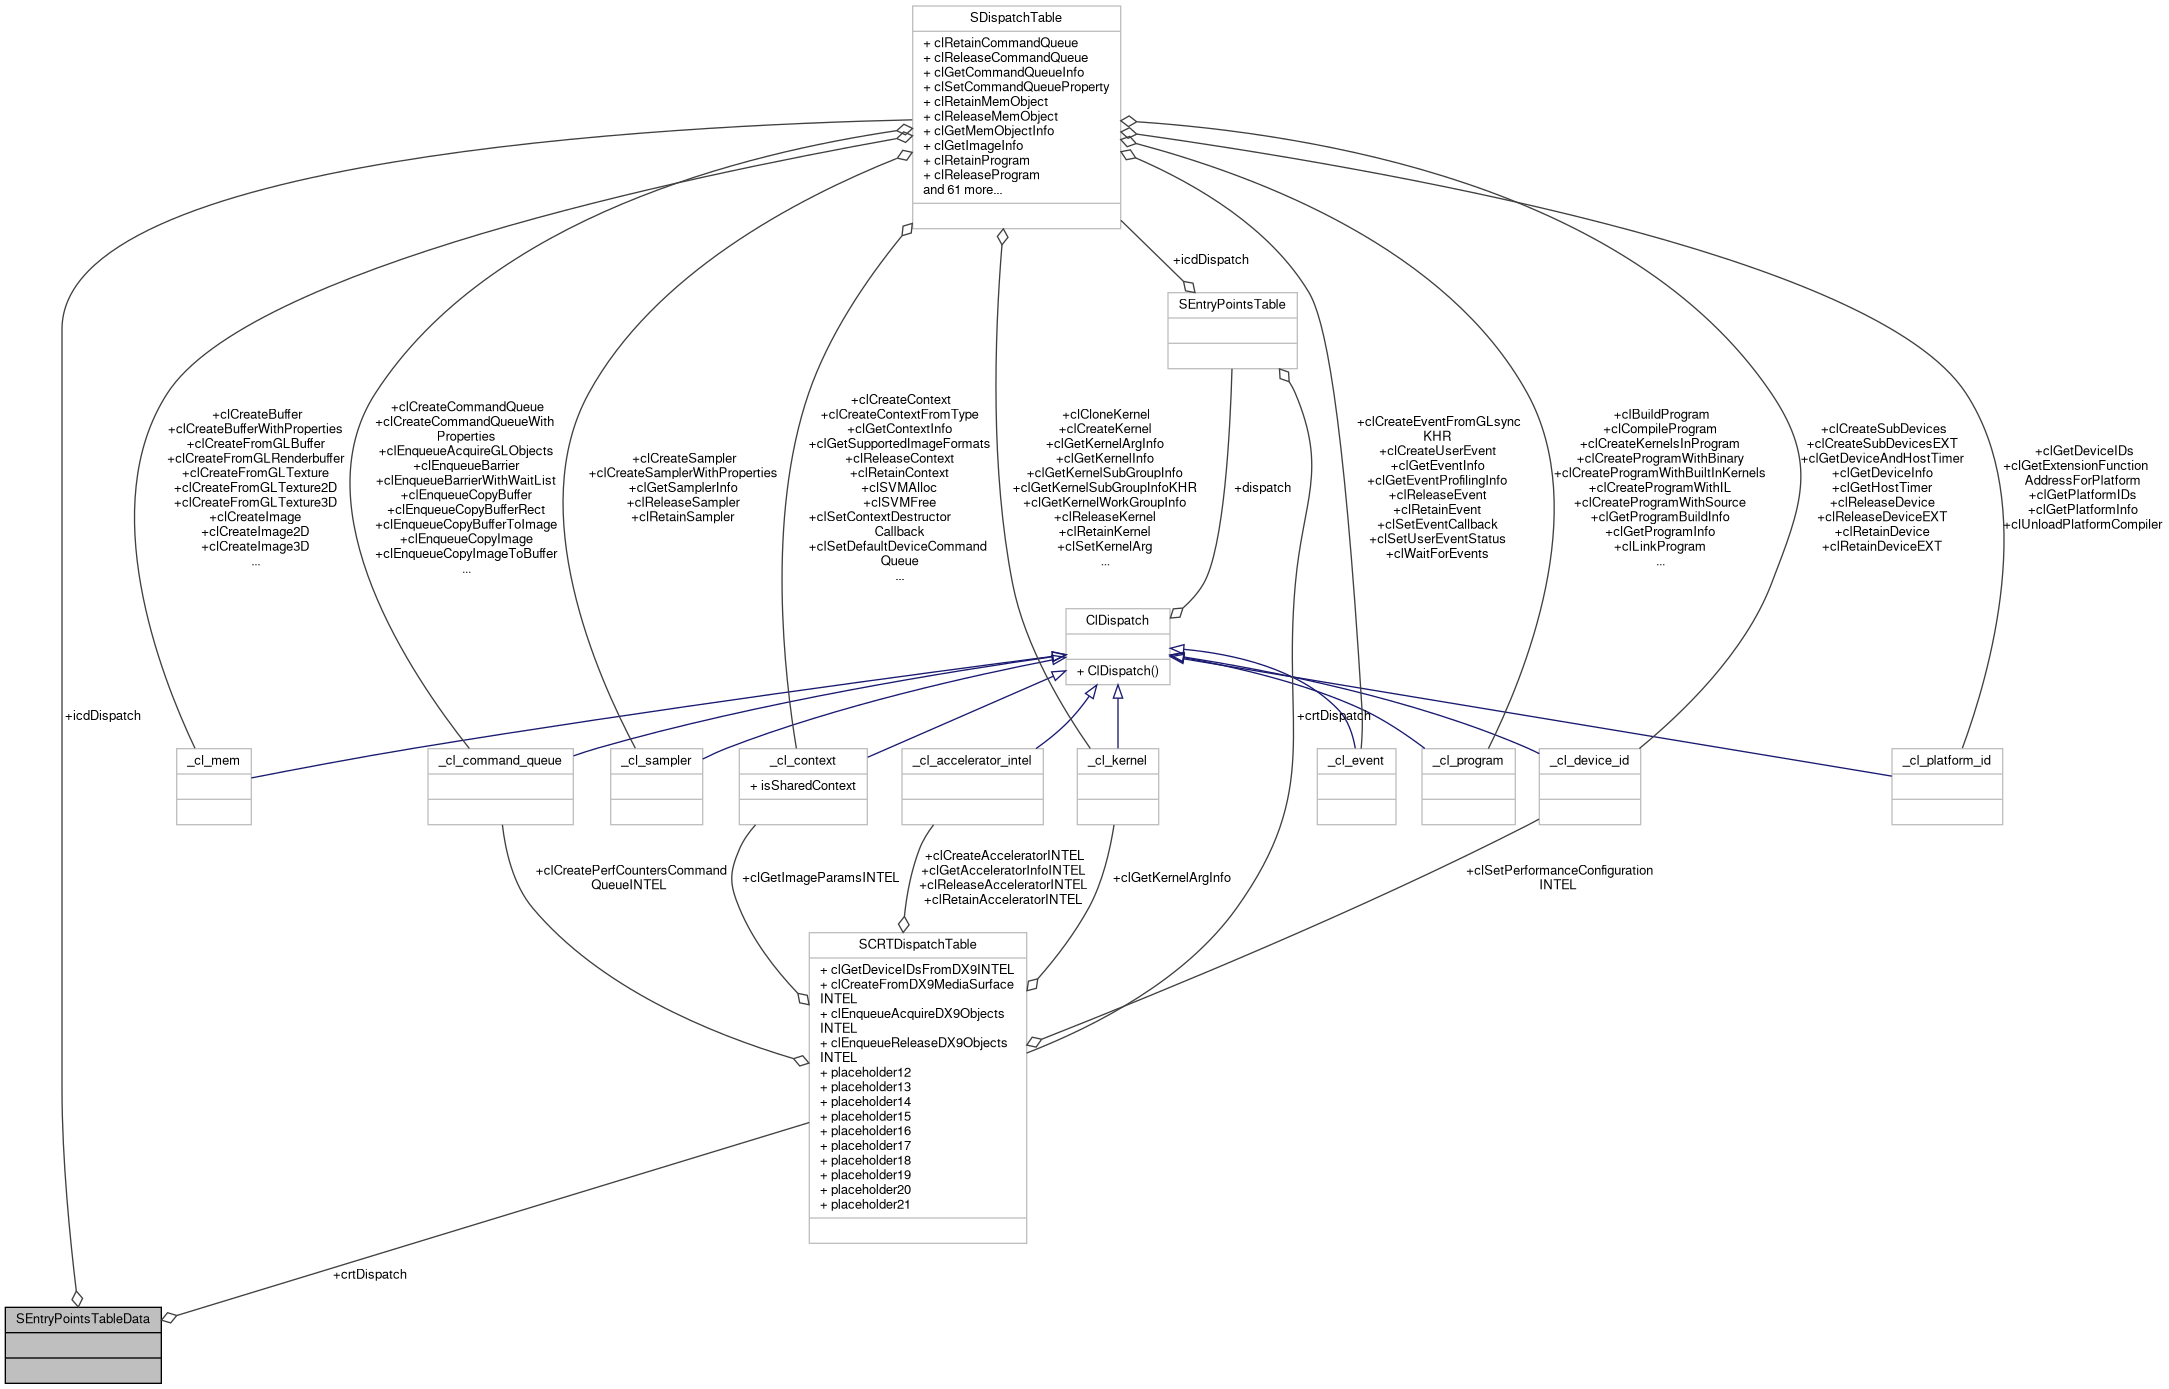 SDispatchTable
+ clRetainCommandQueue
+ clReleaseCommandQueue
+ clGetCommandQueueInfo
+ clSetCommandQueueProperty
+ clRetainMemObject
+ clReleaseMemObject
+ clGetMemObjectInfo
+ clGetImageInfo
+ clRetainProgram
+ clReleaseProgram
and 61 more...
+icdDispatch
SEntryPointsTable
+clCreateBuffer
+clCreateBufferWithProperties
+clCreateFromGLBuffer
+clCreateFromGLRenderbuffer
+clCreateFromGLTexture
+clCreateFromGLTexture2D
+clCreateFromGLTexture3D
+clCreateImage
+clCreateImage2D
+clCreateImage3D
...
+clCreateCommandQueue
+clCreateCommandQueueWith
Properties
+clEnqueueAcquireGLObjects
+clEnqueueBarrier
+clEnqueueBarrierWithWaitList
+clEnqueueCopyBuffer
+clEnqueueCopyBufferRect
+clEnqueueCopyBufferToImage
+clEnqueueCopyImage
+clEnqueueCopyImageToBuffer
...
+clCreateSampler
+clCreateSamplerWithProperties
+clGetSamplerInfo
+clReleaseSampler
+clRetainSampler
+clCreateContext
+clCreateContextFromType
+clGetContextInfo
+clGetSupportedImageFormats
+clReleaseContext
+clRetainContext
+clSVMAlloc
+clSVMFree
+clSetContextDestructor
Callback
+clSetDefaultDeviceCommand
Queue
...
+clCloneKernel
+clCreateKernel
+clGetKernelArgInfo
+clGetKernelInfo
+clGetKernelSubGroupInfo
+clGetKernelSubGroupInfoKHR
+clGetKernelWorkGroupInfo
+clReleaseKernel
+clRetainKernel
+clSetKernelArg
...
+dispatch
+clCreateEventFromGLsync
KHR
+clCreateUserEvent
+clGetEventInfo
+clGetEventProfilingInfo
+clReleaseEvent
+clRetainEvent
+clSetEventCallback
+clSetUserEventStatus
+clWaitForEvents
+clBuildProgram
+clCompileProgram
+clCreateKernelsInProgram
+clCreateProgramWithBinary
+clCreateProgramWithBuiltInKernels
+clCreateProgramWithIL
+clCreateProgramWithSource
+clGetProgramBuildInfo
+clGetProgramInfo
+clLinkProgram
...
+clCreateSubDevices
+clCreateSubDevicesEXT
+clGetDeviceAndHostTimer
+clGetDeviceInfo
+clGetHostTimer
+clReleaseDevice
+clReleaseDeviceEXT
+clRetainDevice
+clRetainDeviceEXT
+clGetDeviceIDs
+clGetExtensionFunction
AddressForPlatform
+clGetPlatformIDs
+clGetPlatformInfo
+clUnloadPlatformCompiler
ClDispatch
+ ClDispatch()
+icdDispatch
+crtDispatch
_cl_mem
_cl_command_queue
_cl_sampler
_cl_context
+ isSharedContext
_cl_accelerator_intel
_cl_kernel
_cl_event
_cl_program
_cl_device_id
_cl_platform_id
+clCreatePerfCountersCommand
QueueINTEL
+clGetImageParamsINTEL
+clCreateAcceleratorINTEL
+clGetAcceleratorInfoINTEL
+clReleaseAcceleratorINTEL
+clRetainAcceleratorINTEL
+clGetKernelArgInfo
+clSetPerformanceConfiguration
INTEL
SCRTDispatchTable
+ clGetDeviceIDsFromDX9INTEL
+ clCreateFromDX9MediaSurface
INTEL
+ clEnqueueAcquireDX9Objects
INTEL
+ clEnqueueReleaseDX9Objects
INTEL
+ placeholder12
+ placeholder13
+ placeholder14
+ placeholder15
+ placeholder16
+ placeholder17
+ placeholder18
+ placeholder19
+ placeholder20
+ placeholder21
+crtDispatch
SEntryPointsTableData